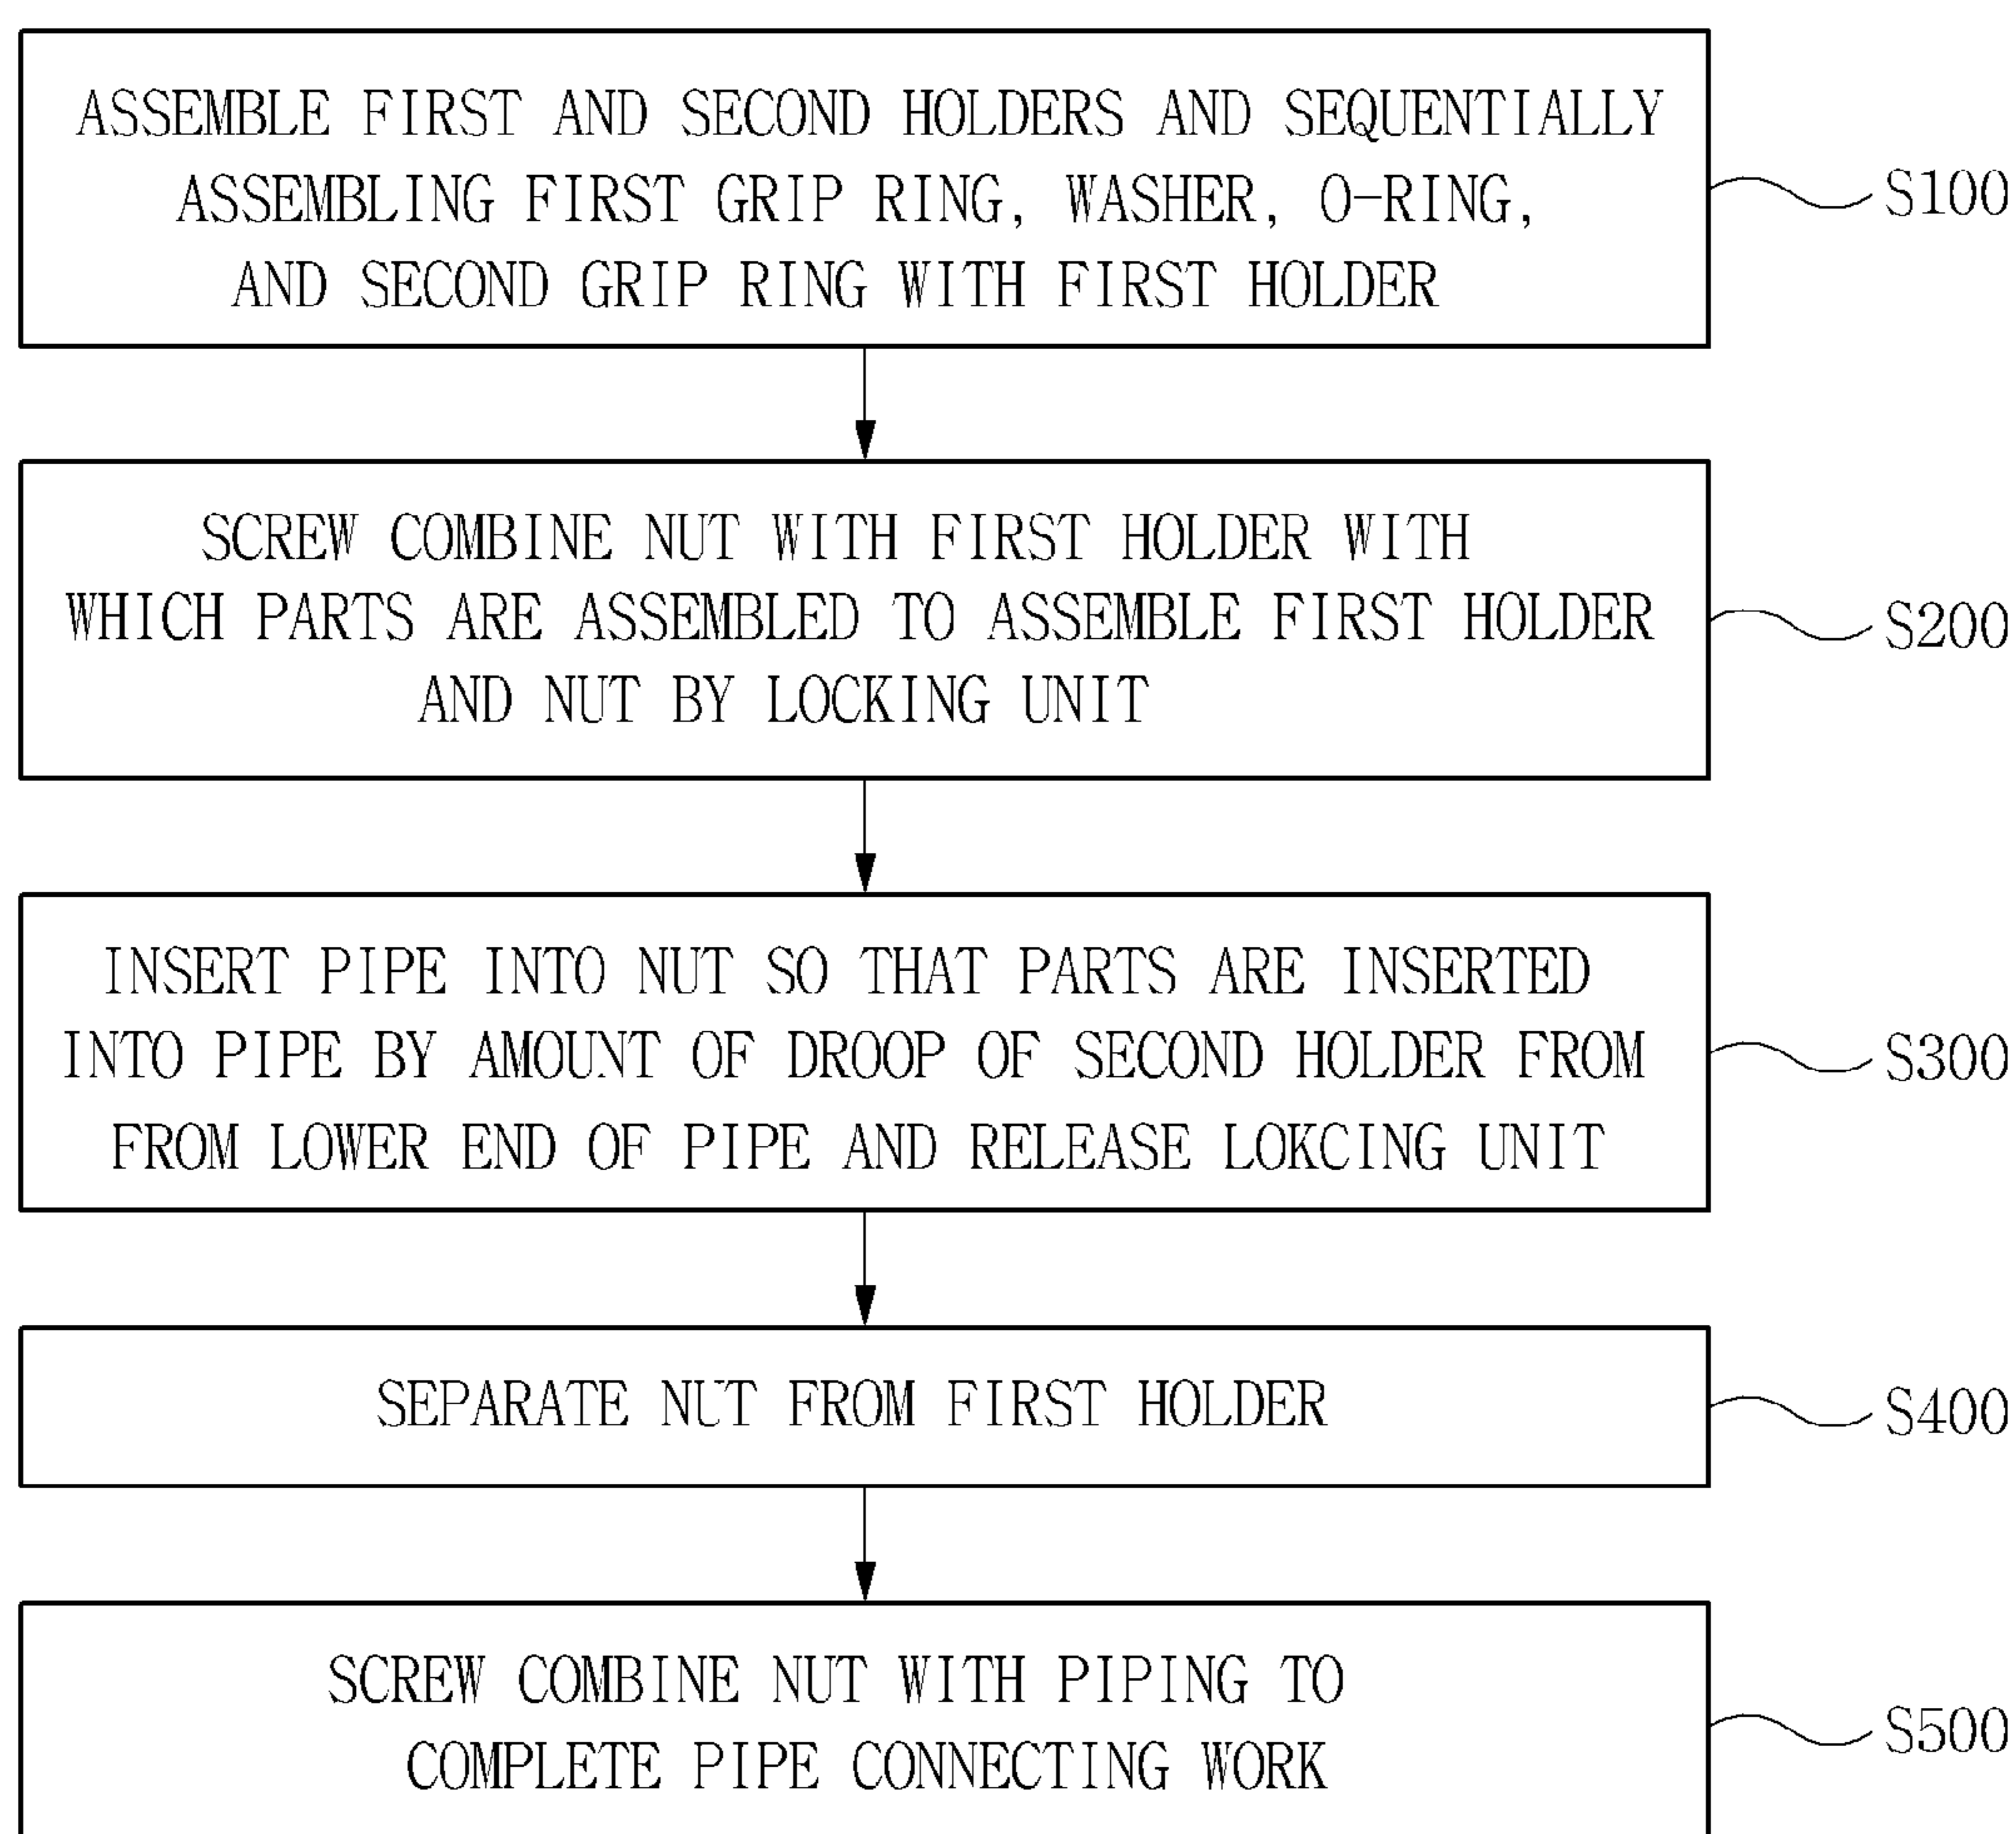 ASSEMBLE FIRST AND SECOND HOLDERS AND SEQUENTIALLY
ASSEMBLING FIRST GRIP RING, WASHER, O-RING,
AND SECOND GRIP RING WITH FIRST HOLDER
S100
SCREW COMBINE NUT WITH FIRST HOLDER WITH
WHICH PARTS ARE ASSEMBLED TO ASSEMBLE FIRST HOLDER
AND NUT BY LOCKING UNIT
S200
INSERT PIPE INTO NUT SO THAT PARTS ARE INSERTED
INTO PIPE BY AMOUNT OF DROOP OF SECOND HOLDER FROM
FROM LOWER END OF PIPE AND RELEASE LOKCING UNIT
S300
SEPARATE NUT FROM FIRST HOLDER
S400
SCREW COMBINE NUT WITH PIPING TO
COMPLETE PIPE CONNECTING WORK
S500